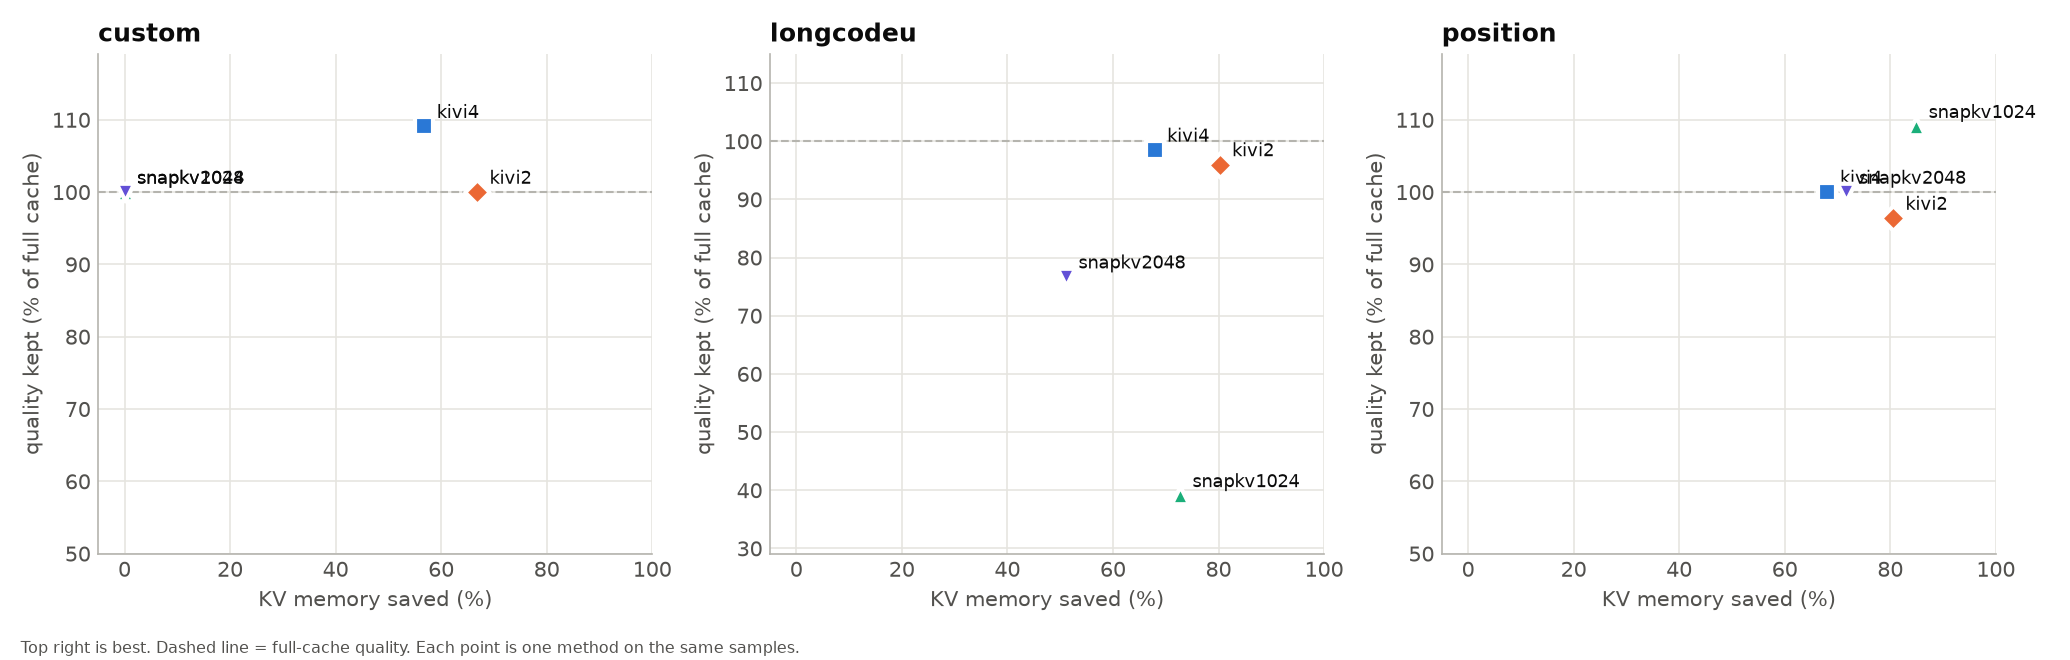 custom
quality kept (% of full cache)
110
100
90
80
70
60
50
kivi4
snapkv1024
snapkv2048
kivi2
0 20 40 60 80 100
KV memory saved (%)
longcodeu
quality kept (% of full cache)
110
100
90
80
70
60
50
40
30
kivi4
kivi2
snapkv2048
snapkv1024
0 20 40 60 80 100
KV memory saved (%)
position
quality kept (% of full cache)
110
100
90
80
70
60
50
snapkv1024
kivi4
snapkv2048
kivi2
0 20 40 60 80 100
KV memory saved (%)
Top right is best. Dashed line = full-cache quality. Each point is one method on the same samples.